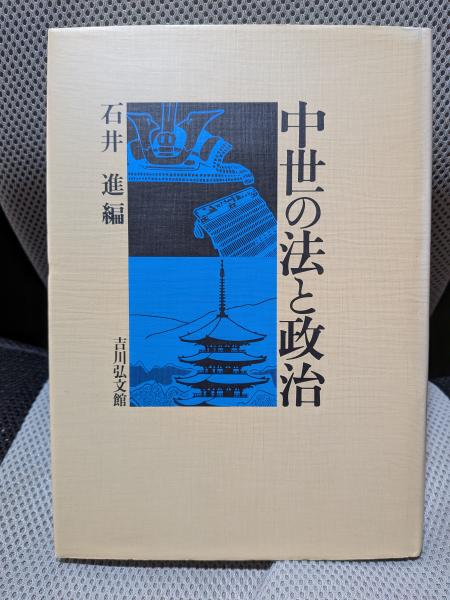 中世の法と政治
石井 進編
吉川弘文館